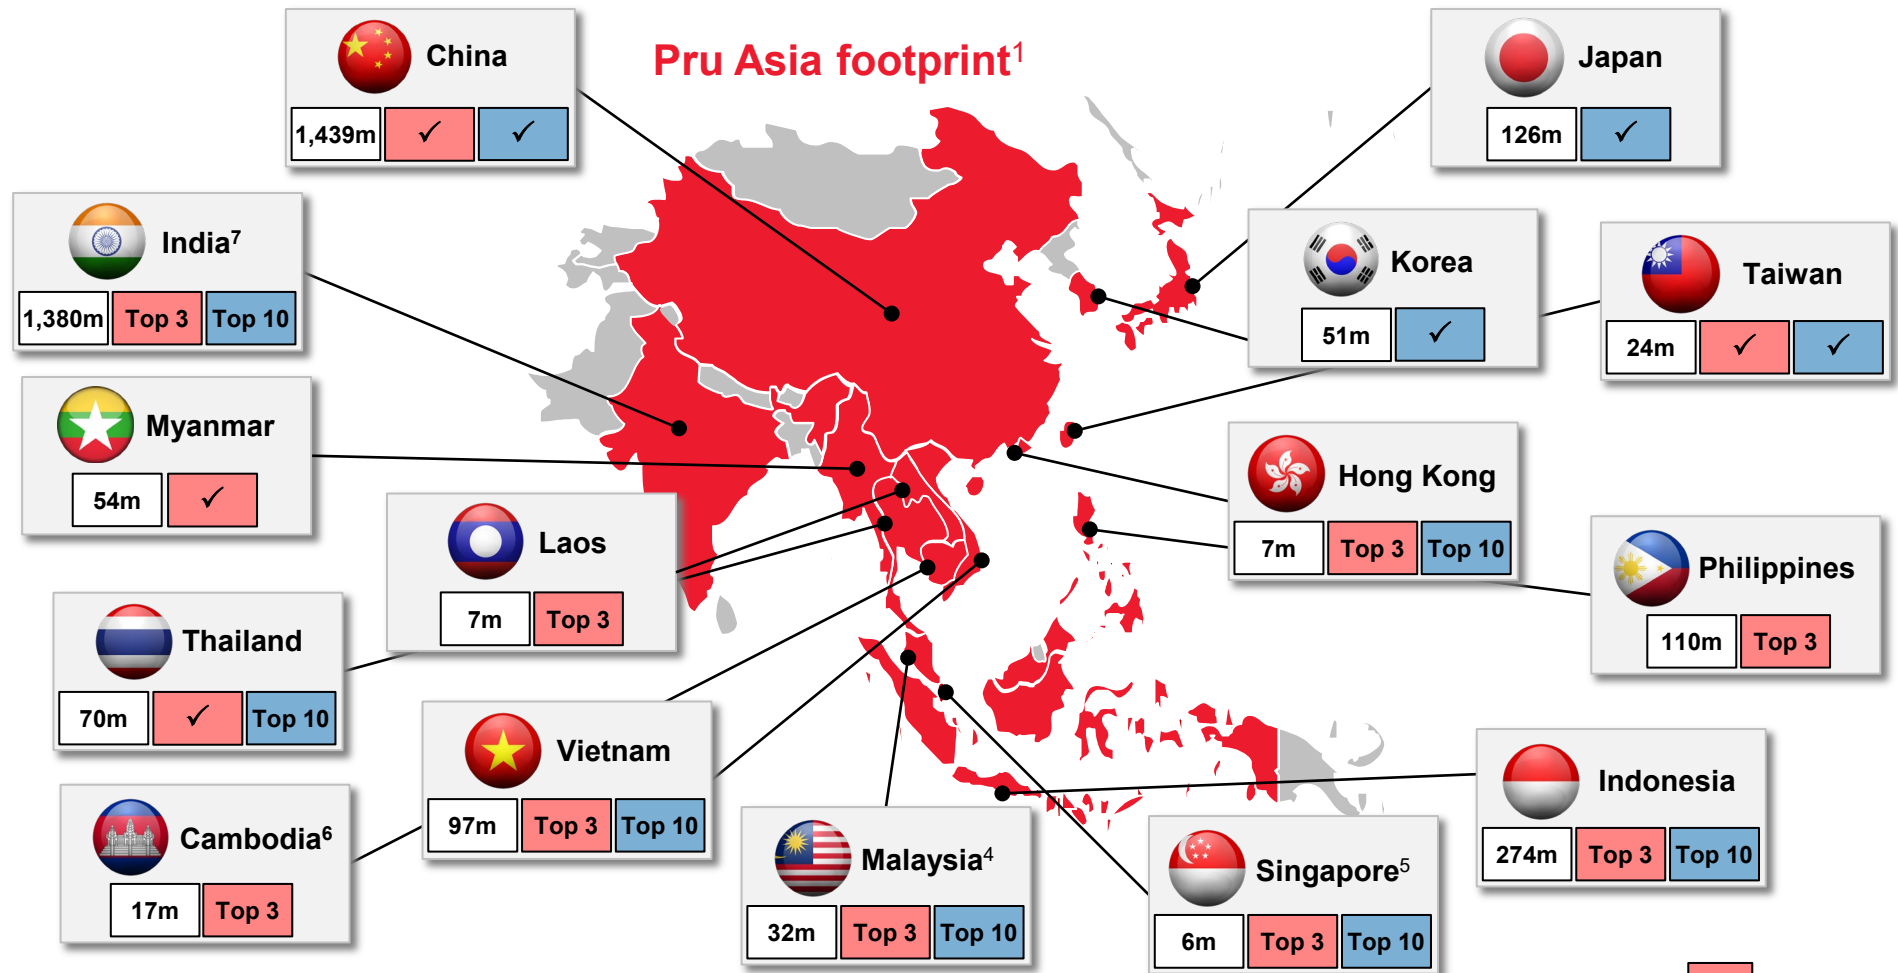 Pru Asia footprint1
China
1,439m ✓ ✓
Japan
126m ✓
India7
1,380m Top 3 Top 10
Korea
51m ✓
Taiwan
24m ✓ ✓
Myanmar
54m ✓
Laos
7m Top 3
Hong Kong
7m Top 3 Top 10
Philippines
110m Top 3
Thailand
70m ✓ Top 10
Vietnam
97m Top 3 Top 10
Indonesia
274m Top 3 Top 10
Cambodia6
17m Top 3
Malaysia4
32m Top 3 Top 10
Singapore5
6m Top 3 Top 10